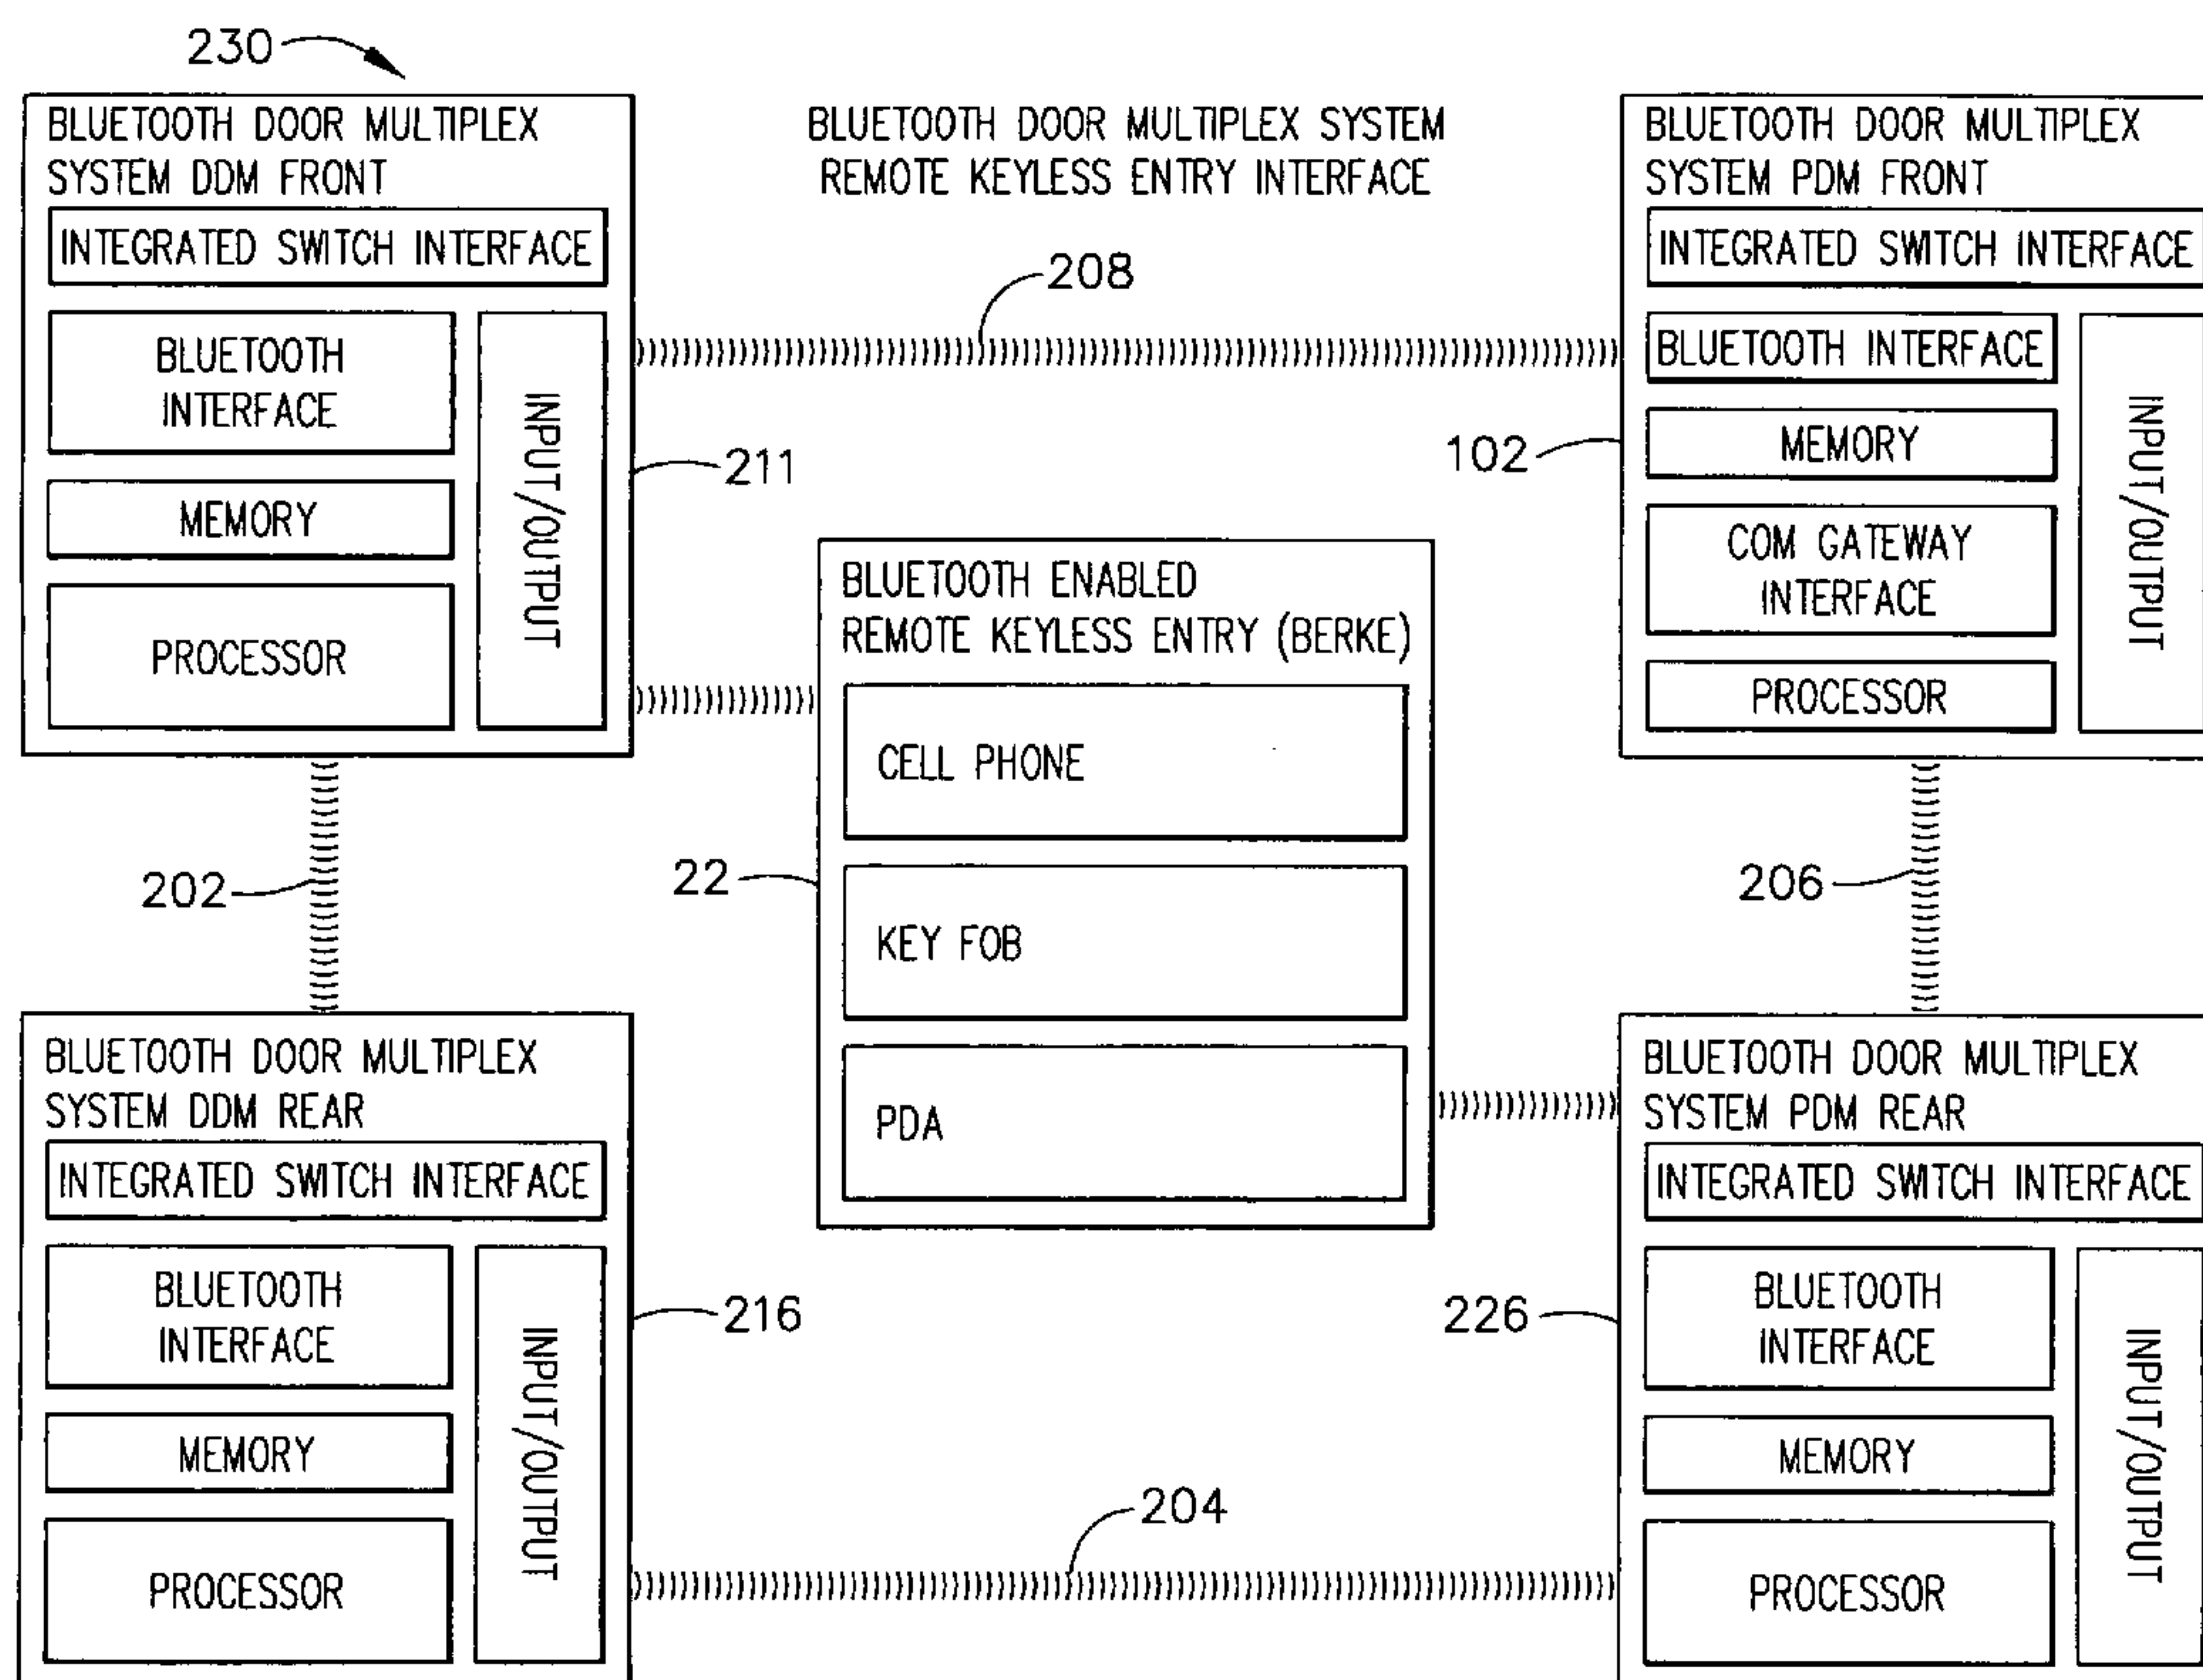 230
BLUETOOTH DOOR MULTIPLEX
SYSTEM DDM FRONT
INTEGRATED SWITCH INTERFACE
BLUETOOTH
INTERFACE
MEMORY
PROCESSOR
INPUT/OUTPUT
211
BLUETOOTH DOOR MULTIPLEX SYSTEM
REMOTE KEYLESS ENTRY INTERFACE
208
BLUETOOTH DOOR MULTIPLEX
SYSTEM PDM FRONT
INTEGRATED SWITCH INTERFACE
BLUETOOTH INTERFACE
MEMORY
COM GATEWAY
INTERFACE
PROCESSOR
INPUT/OUTPUT
102
BLUETOOTH ENABLED
REMOTE KEYLESS ENTRY (BERKE)
CELL PHONE
KEY FOB
PDA
22
202
206
BLUETOOTH DOOR MULTIPLEX
SYSTEM DDM REAR
INTEGRATED SWITCH INTERFACE
BLUETOOTH
INTERFACE
MEMORY
PROCESSOR
INPUT/OUTPUT
216
204
BLUETOOTH DOOR MULTIPLEX
SYSTEM PDM REAR
INTEGRATED SWITCH INTERFACE
BLUETOOTH
INTERFACE
MEMORY
PROCESSOR
INPUT/OUTPUT
226